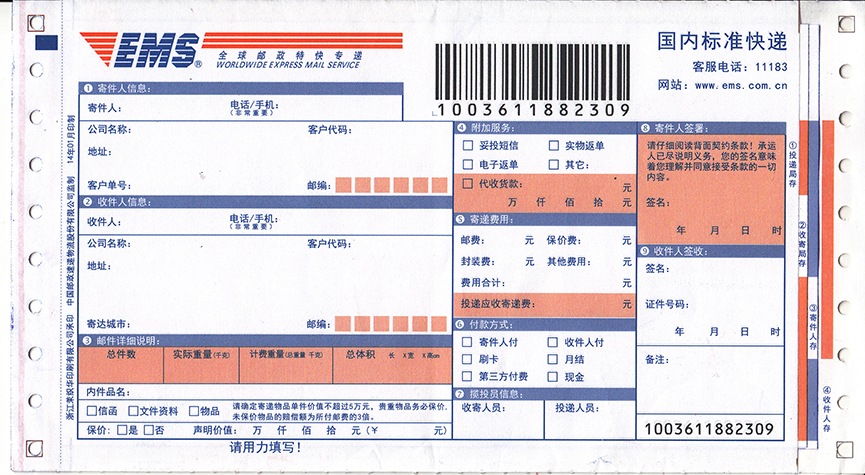 EMS®
全球邮政特快专递
WORLDWIDE EXPRESS MAIL SERVICE
1003611882309
国内标准快递
客服电话：11183
网站：www.ems.com.cn
❶ 寄件人信息：
寄件人： 电话/手机：
（非常重要）
公司名称： 客户代码：
地址：
客户单号： 邮编：
❷ 收件人信息：
收件人： 电话/手机：
（非常重要）
公司名称： 客户代码：
地址：
寄达城市： 邮编：
❸ 邮件详细说明：
总件数 实际重量（千克） 计费重量（总重量 千克） 总体积 长 X宽 X高cm
内件品名：
□信函 □文件资料 □物品 请确定寄递物品单件价值不超过5万元，贵重物品务必保价。
未保价物品的赔偿额为所付邮费的3倍。
保价：□是 □否 声明价值： 万 仟 佰 拾 元（￥ 元）
请用力填写！
❹ 附加服务：
□ 妥投短信 □ 实物返单
□ 电子返单 □ 其它：
□ 代收货款： 元
万 仟 佰 拾 元
❺ 寄递费用：
邮费： 元 保价费： 元
封装费： 元 其他费用： 元
费用合计： 元
投递应收寄递费： 元
❻ 付款方式：
□ 寄件人付 □ 收件人付
□ 刷卡 □ 月结
□ 第三方付费 □ 现金
❼ 揽投员信息：
收寄人员： 投递人员：
❽ 寄件人签署：
请仔细阅读背面契约条款！承运
人已尽说明义务，您的签名意味
着您理解并同意接受条款的一切
内容。
签名：
年 月 日 时
❾ 收件人签收：
签名：
证件号码：
年 月 日 时
备注：
1003611882309
①投递局存
②收寄局存
③寄件人存
④收件人存
浙江荣炽华印刷有限公司承印 中国邮政速递物流股份有限公司监制 14年01月印制